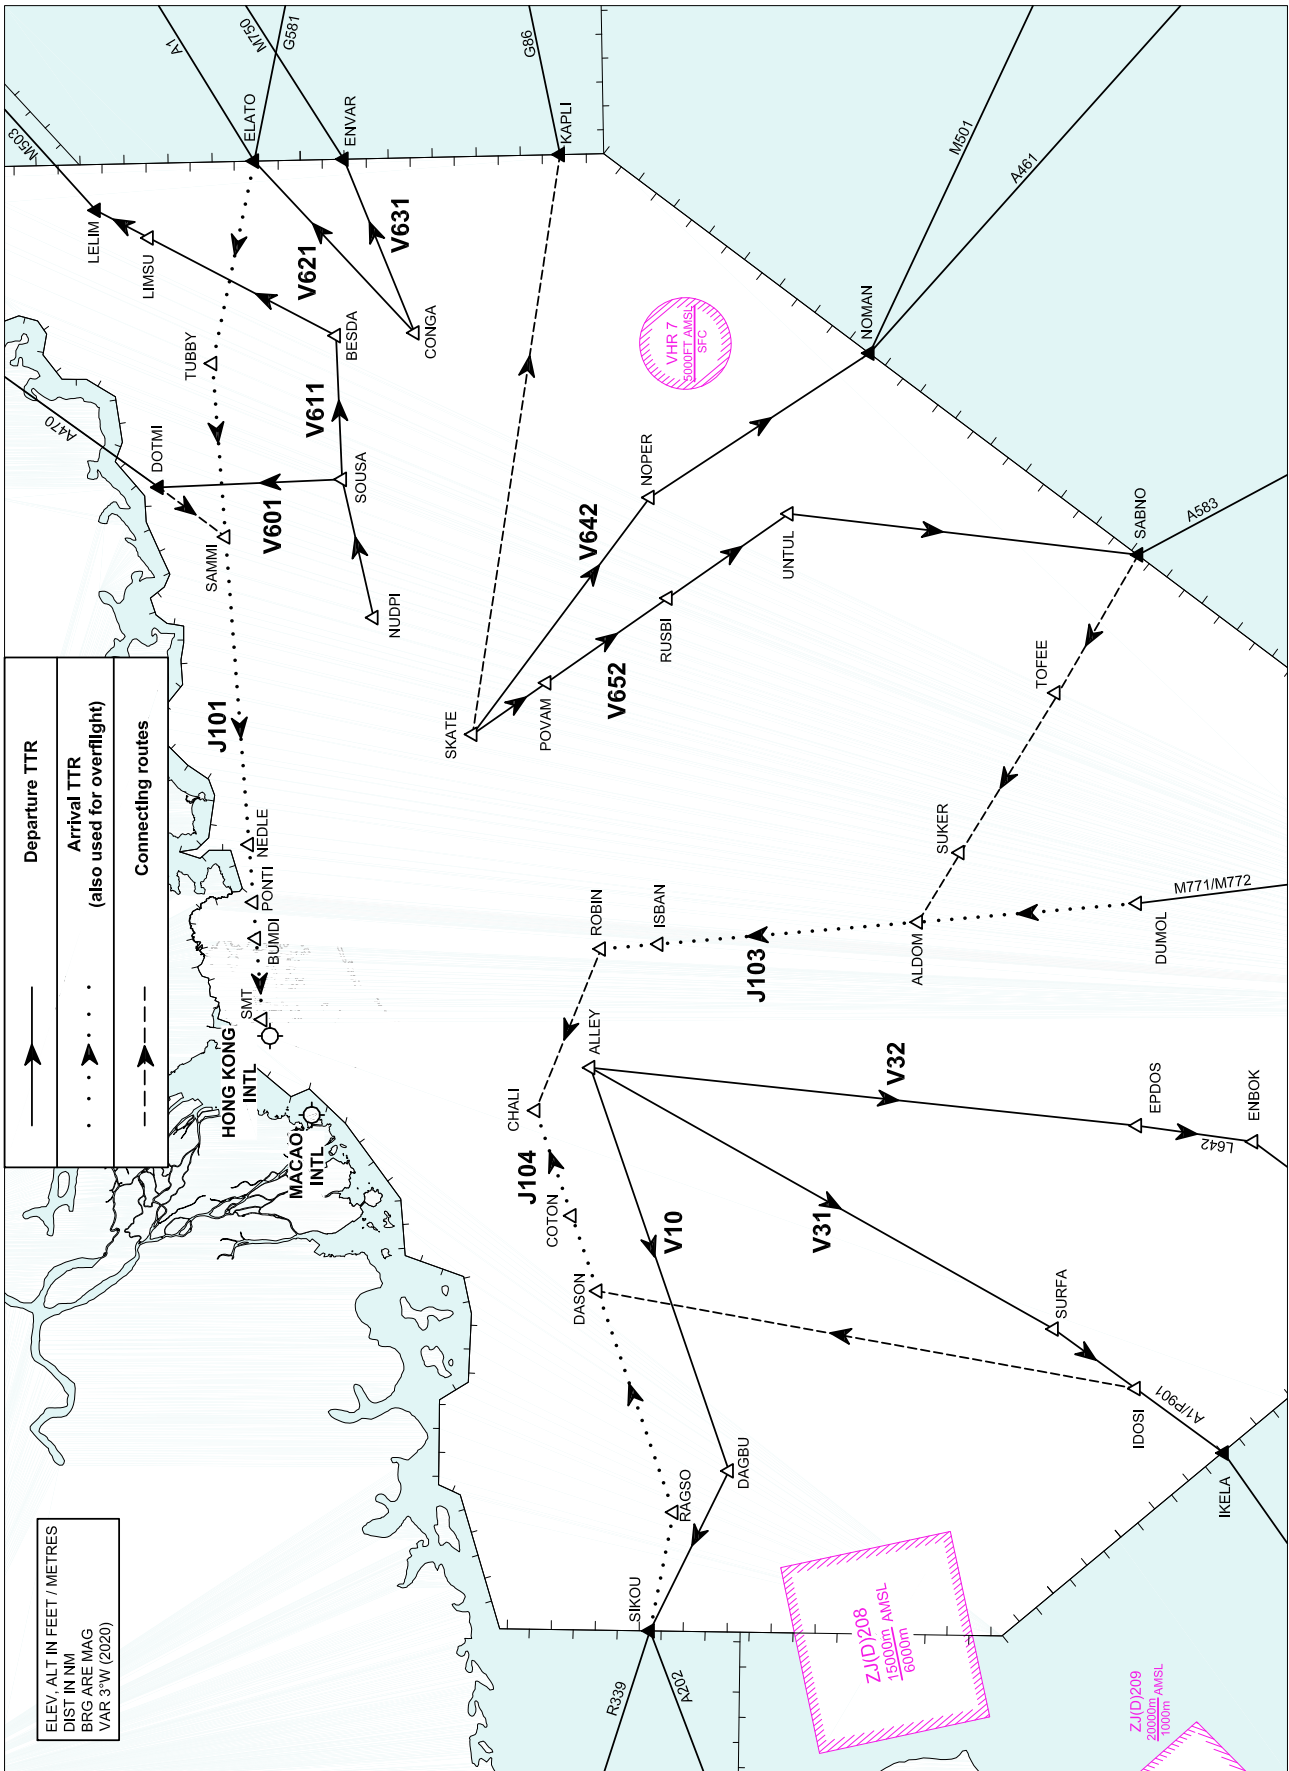 ELEV, ALT IN FEET / METRES
DIST IN NM
BRG ARE MAG
VAR 3°W (2020)
Departure TTR
Arrival TTR
(also used for overflight)
Connecting routes
HONG KONG
INTL
MACAO
INTL
SMT
BUMDI
PONTI
NEDLE
J101
SAMMI
DOTMI
A470
TUBBY
LIMSU
LELIM
M503
A1
M750
G581
ELATO
ENVAR
G86
KAPLI
V601
V611
V621
V631
SOUSA
BESDA
CONGA
NUDPI
VHR 7
5000FT AMSL
SFC
SKATE
POVAM
V652
V642
RUSBI
NOPER
UNTUL
NOMAN
M501
A461
SABNO
A583
TOFEE
SUKER
ALDOM
DUMOL
M771/M772
J103
ISBAN
ROBIN
ALLEY
CHALI
J104
COTON
DASON
V10
V31
V32
EPDOS
ENBOK
L642
SURFA
IDOSI
A1/P901
IKELA
DAGBU
RAGSO
SIKOU
R339
A202
ZJ(D)208
15000m AMSL
6000m
ZJ(D)209
20000m AMSL
1000m